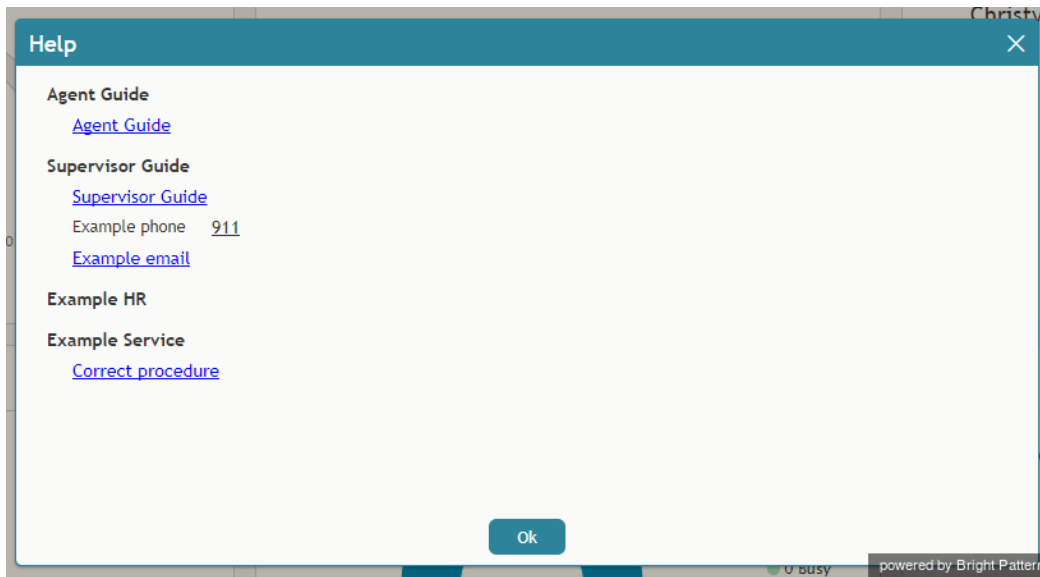 Christy
Help
Agent Guide
Agent Guide
Supervisor Guide
Supervisor Guide
Example phone 911
Example email
Example HR
Example Service
Correct procedure
Ok
0 Busy
powered by Bright Pattern